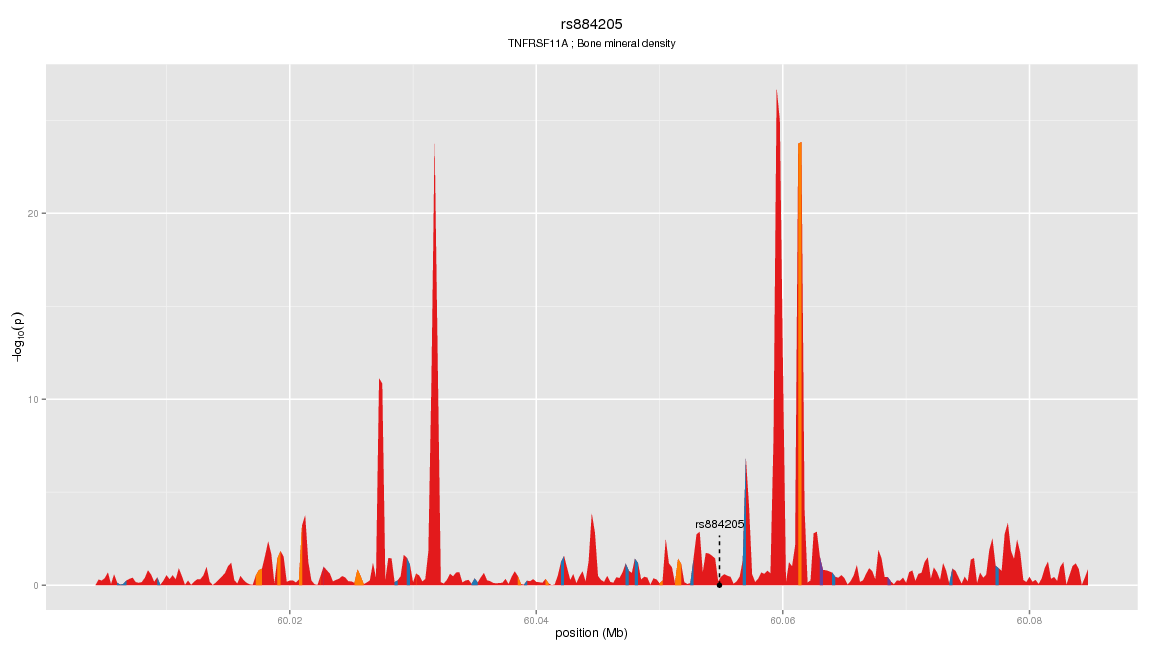 rs884205
TNFRSF11A ; Bone mineral density
−log10(p)
20
10
0
rs884205
60.02
60.04
60.06
60.08
position (Mb)